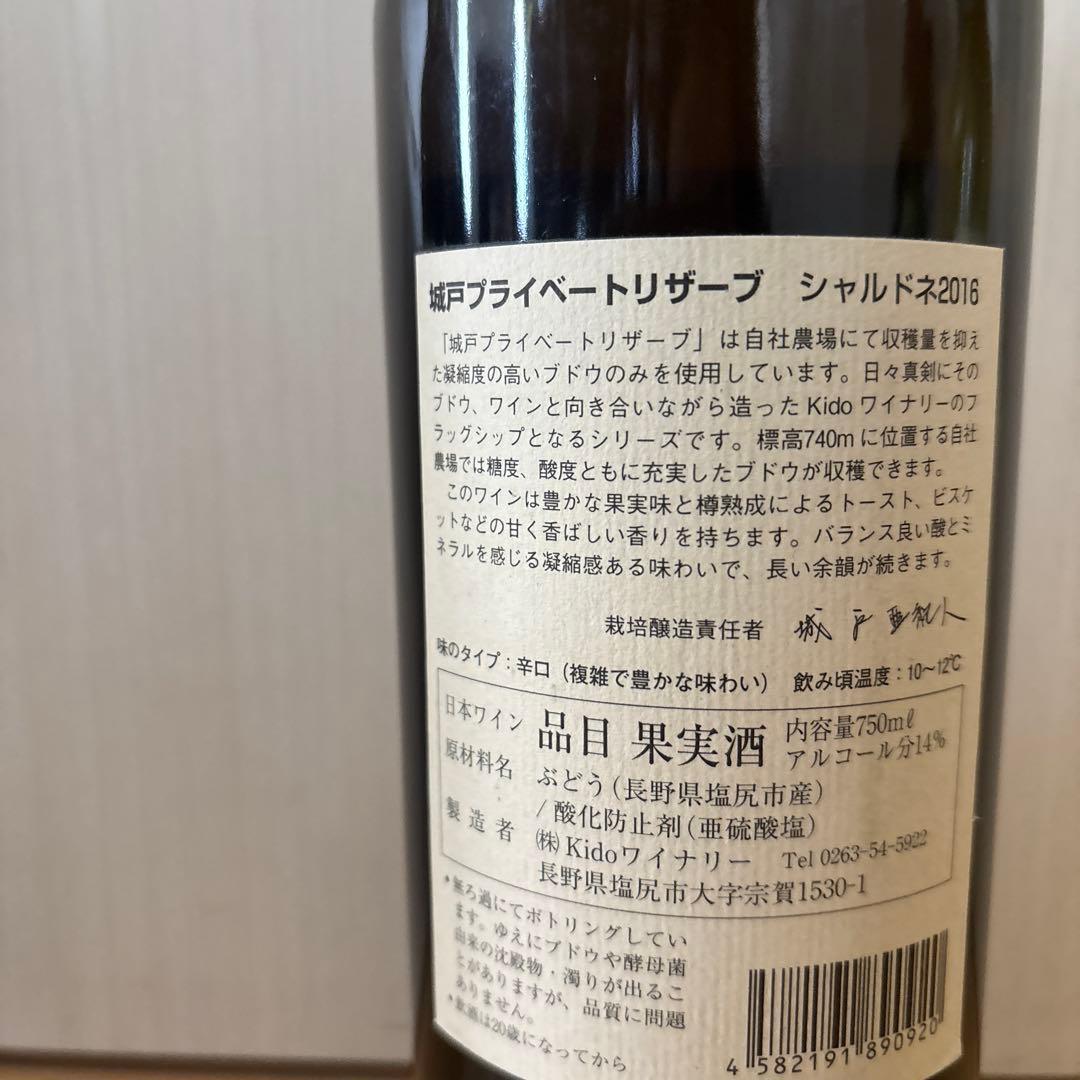 城戸プライベートリザーブ　シャルドネ2016
「城戸プライベートリザーブ」は自社農場にて収穫量を抑え
た凝縮度の高いブドウのみを使用しています。日々真剣にその
ブドウ、ワインと向き合いながら造ったKidoワイナリーのフ
ラッグシップとなるシリーズです。標高740mに位置する自社
農場では糖度、酸度ともに充実したブドウが収穫できます。
このワインは豊かな果実味と樽熟成によるトースト、ビスケ
ットなどの甘く香ばしい香りを持ちます。バランス良い酸とミ
ネラルを感じる凝縮感ある味わいで、長い余韻が続きます。
栽培醸造責任者　城戸亜紀人
味のタイプ：辛口（複雑で豊かな味わい）　飲み頃温度：10〜12℃
日本ワイン　品目 果実酒　内容量750mℓ
アルコール分14%
原材料名　ぶどう（長野県塩尻市産）
/ 酸化防止剤（亜硫酸塩）
製造者　㈱Kidoワイナリー　Tel 0263-54-5922
長野県塩尻市大字宗賀1530-1
*無ろ過にてボトリングしてい
ます。ゆえにブドウや酵母菌
由来の沈殿物・濁りが出るこ
とがありますが、品質に問題
ありません。
*飲酒は20歳になってから
4 582191 890920